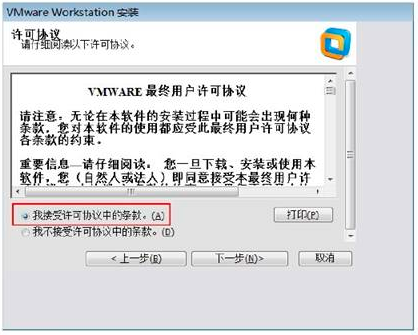 VMware Workstation 安装
许可协议
请仔细阅读以下许可协议。
VMWARE 最终用户许可协议
请注意：无论在本软件的安装过程中可能会出现何种
条款，您对本软件的使用都应受此最终用户许可协议
各条款的约束。
重要信息—请仔细阅读。 您一旦下载、安装或使用本
软件，您（自然人或法人）即同意接受本最终用户许
我接受许可协议中的条款。(A)
打印(P)
我不接受许可协议中的条款。(D)
< 上一步(B)
下一步(N)>
取消